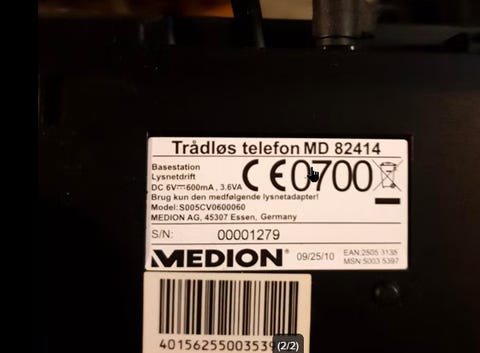 Trådløs telefon MD 82414
Basestation
Lysnetdrift
DC 6V⎓600mA, 3.6VA
Brug kun den medfølgende lysnetadapter!
Model: S005CV0600060
MEDION AG, 45307 Essen, Germany
CE0700
S/N: 00001279
MEDION® 09/25/10
EAN:2505 3135
MSN:5003 5397
4015625500353
(2/2)